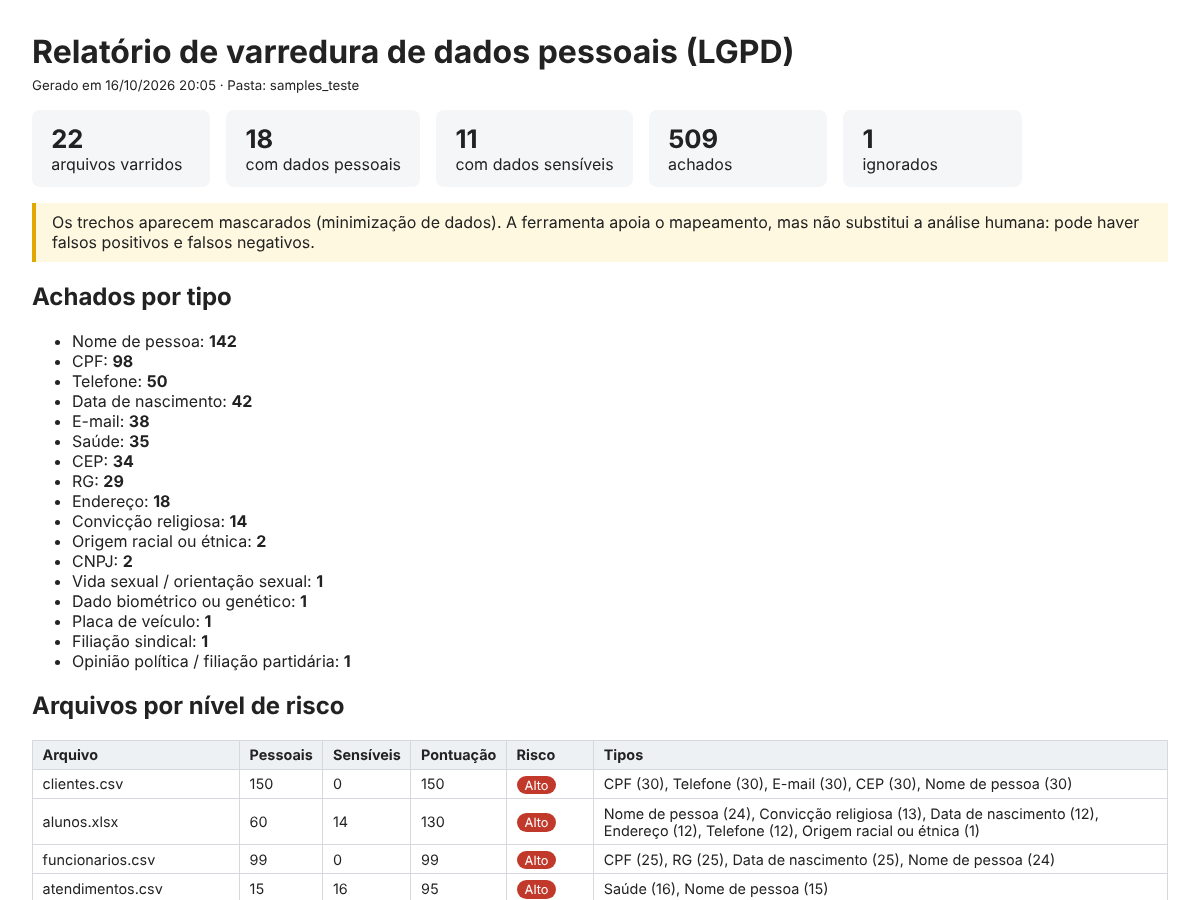 Relatório de varredura de dados pessoais (LGPD)
Gerado em 16/10/2026 20:05 · Pasta: samples_teste
22
arquivos varridos
18
com dados pessoais
11
com dados sensíveis
509
achados
1
ignorados
Os trechos aparecem mascarados (minimização de dados). A ferramenta apoia o mapeamento, mas não substitui a análise humana: pode haver
falsos positivos e falsos negativos.
Achados por tipo
• Nome de pessoa: 142
• CPF: 98
• Telefone: 50
• Data de nascimento: 42
• E-mail: 38
• Saúde: 35
• CEP: 34
• RG: 29
• Endereço: 18
• Convicção religiosa: 14
• Origem racial ou étnica: 2
• CNPJ: 2
• Vida sexual / orientação sexual: 1
• Dado biométrico ou genético: 1
• Placa de veículo: 1
• Filiação sindical: 1
• Opinião política / filiação partidária: 1
Arquivos por nível de risco
Arquivo Pessoais Sensíveis Pontuação Risco Tipos
clientes.csv 150 0 150 Alto CPF (30), Telefone (30), E-mail (30), CEP (30), Nome de pessoa (30)
alunos.xlsx 60 14 130 Alto Nome de pessoa (24), Convicção religiosa (13), Data de nascimento (12),
Endereço (12), Telefone (12), Origem racial ou étnica (1)
funcionarios.csv 99 0 99 Alto CPF (25), RG (25), Data de nascimento (25), Nome de pessoa (24)
atendimentos.csv 15 16 95 Alto Saúde (16), Nome de pessoa (15)